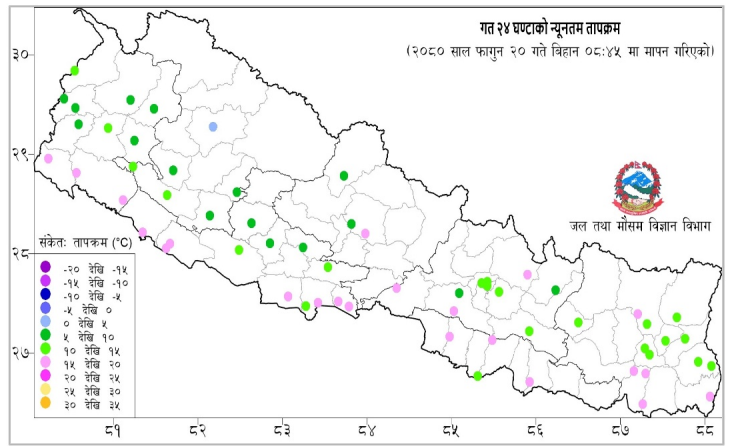 गत २४ घण्टाको न्यूनतम तापक्रम
(२०८० साल फागुन २० गते बिहान ०८:४५ मा मापन गरिएको)
जल तथा मौसम विज्ञान विभाग
३०
२९
२८
२७
संकेतः तापक्रम (°C)
-२० देखि -१५
-१५ देखि -१०
-१० देखि -५
-५ देखि ०
० देखि ५
५ देखि १०
१० देखि १५
१५ देखि २०
२० देखि २५
२५ देखि ३०
३० देखि ३५
८१ ८२ ८३ ८४ ८५ ८६ ८७ ८८